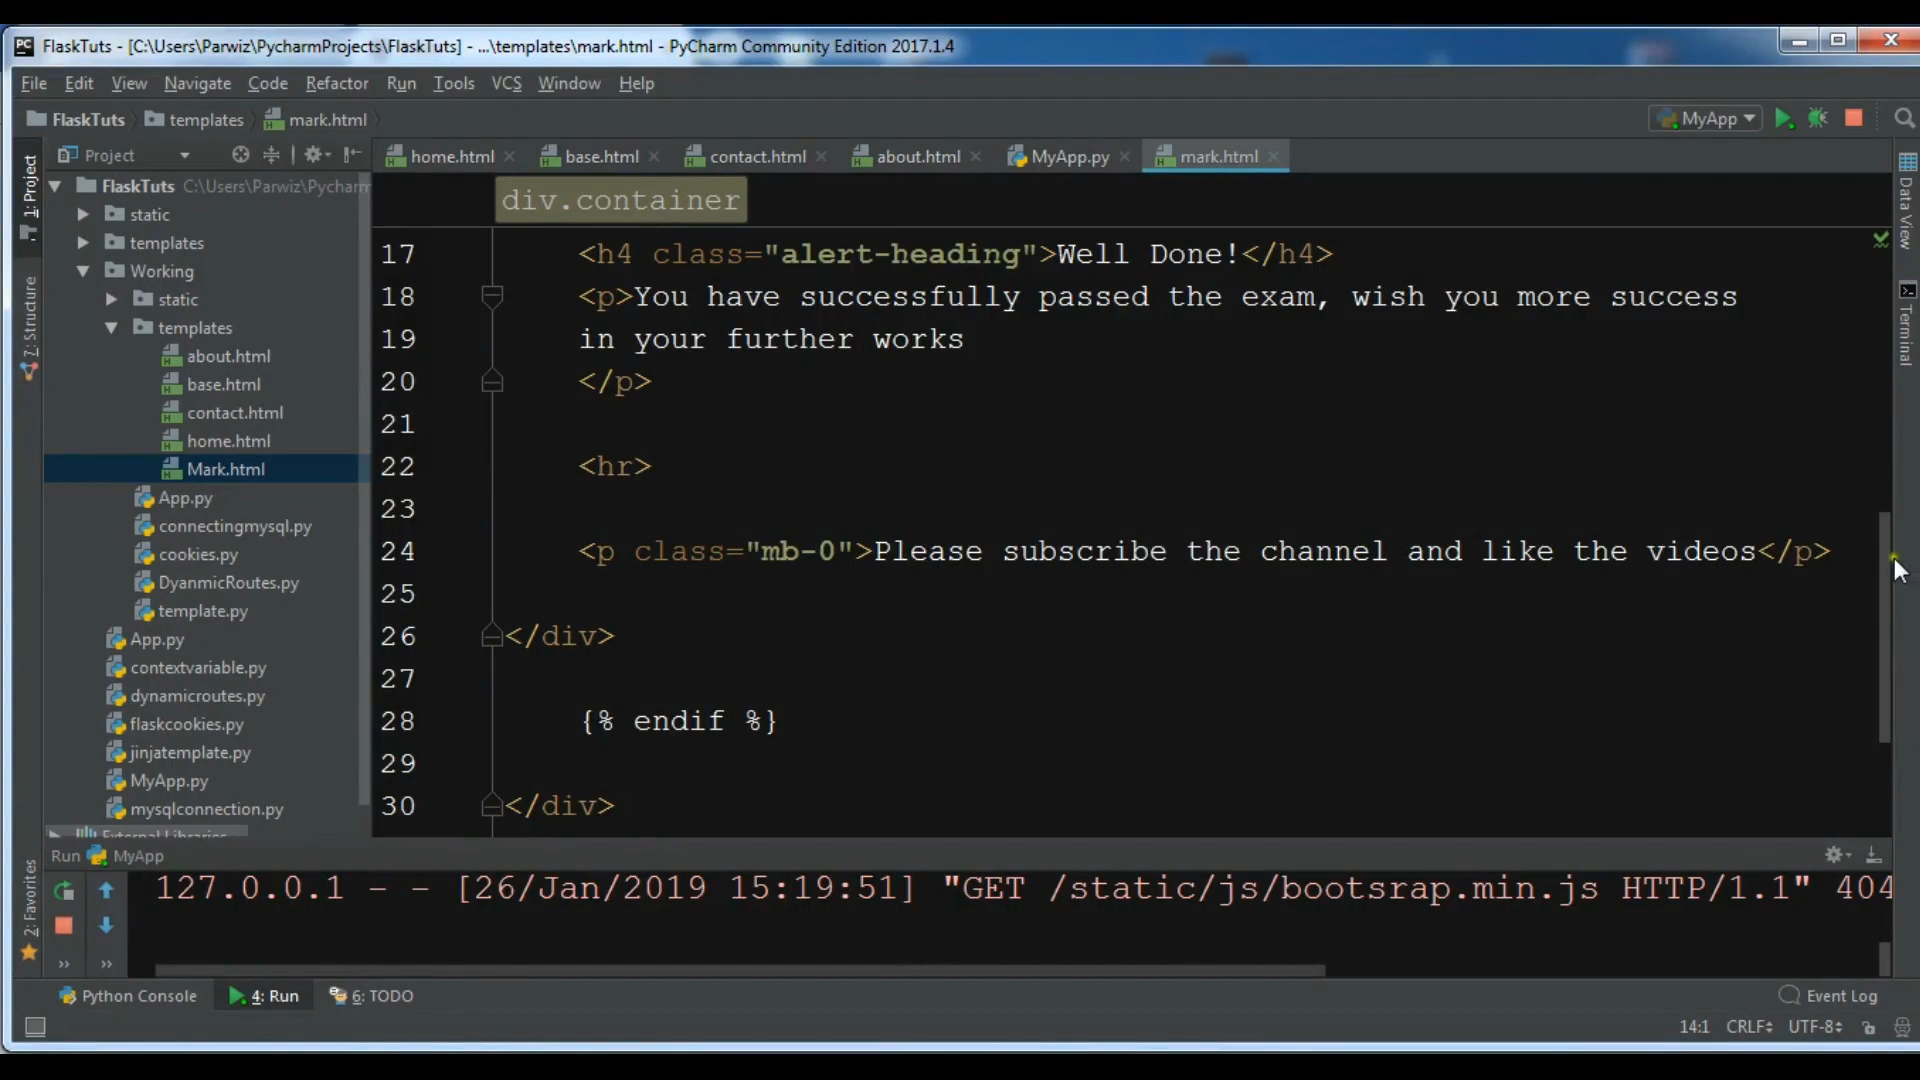 FlaskTuts - [C:\Users\Parwiz\PycharmProjects\FlaskTuts] - ...\templates\mark.html - PyCharm Community Edition 2017.1.4
File Edit View Navigate Code Refactor Run Tools VCS Window Help
FlaskTuts templates mark.html MyApp
1: Project
7: Structure
2: Favorites
Project
home.html base.html contact.html about.html MyApp.py mark.html
FlaskTuts C:\Users\Parwiz\Pycharm
static
templates
Working
static
templates
about.html
base.html
contact.html
home.html
Mark.html
App.py
connectingmysql.py
cookies.py
DyanmicRoutes.py
template.py
App.py
contextvariable.py
dynamicroutes.py
flaskcookies.py
jinjatemplate.py
MyApp.py
mysqlconnection.py
External Libraries
div.container
17 <h4 class="alert-heading">Well Done!</h4>
18 <p>You have successfully passed the exam, wish you more success
19 in your further works
20 </p>
21
22 <hr>
23
24 <p class="mb-0">Please subscribe the channel and like the videos</p>
25
26 </div>
27
28 {% endif %}
29
30 </div>
Data View
Terminal
Run MyApp
127.0.0.1 - - [26/Jan/2019 15:19:51] "GET /static/js/bootsrap.min.js HTTP/1.1" 404
Python Console 4: Run 6: TODO Event Log
14:1 CRLF UTF-8